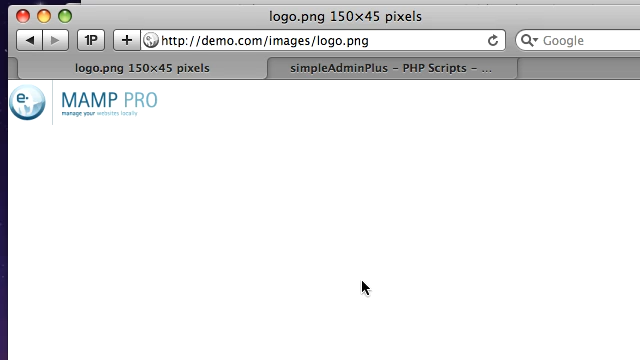 logo.png 150×45 pixels
1P
http://demo.com/images/logo.png
Google
logo.png 150×45 pixels
simpleAdminPlus – PHP Scripts – ...
e.
MAMP PRO
manage your websites locally